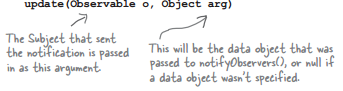 update(Observable o, Object arg)
The Subject that sent
the notification is passed
in as this argument.
This will be the data object that was
passed to notifyObservers(), or null if
a data object wasn't specified.